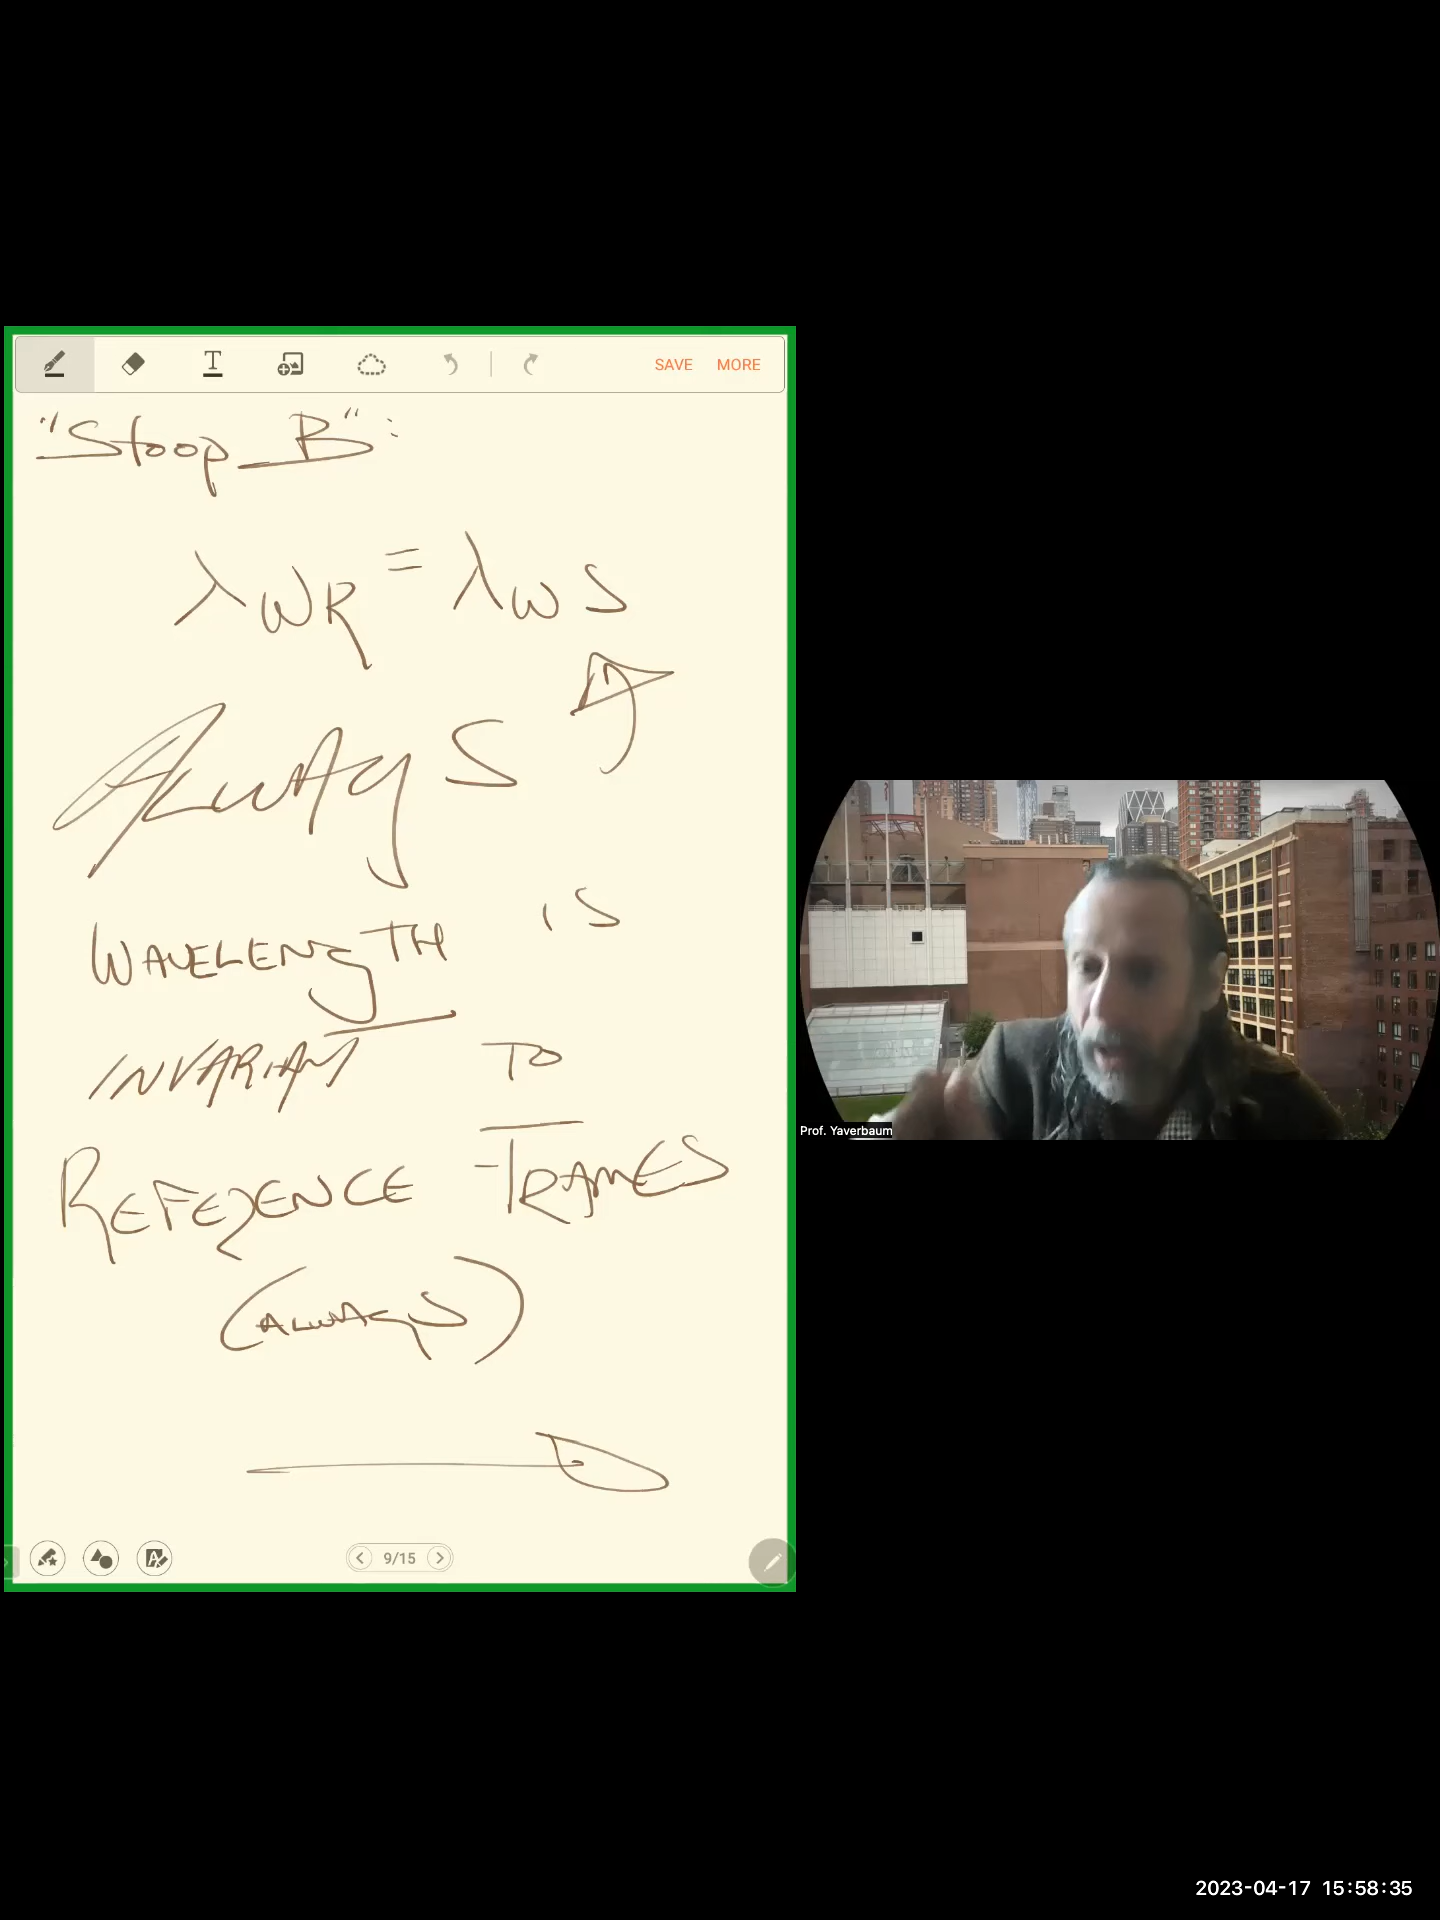 SAVE MORE
"Stoop B":
λWR = λWS
ALWAYS
WAVELENGTH IS
INVARIANT TO
REFERENCE FRAMES
(ALWAYS)
9/15
Prof. Yaverbaum
2023-04-17 15:58:35